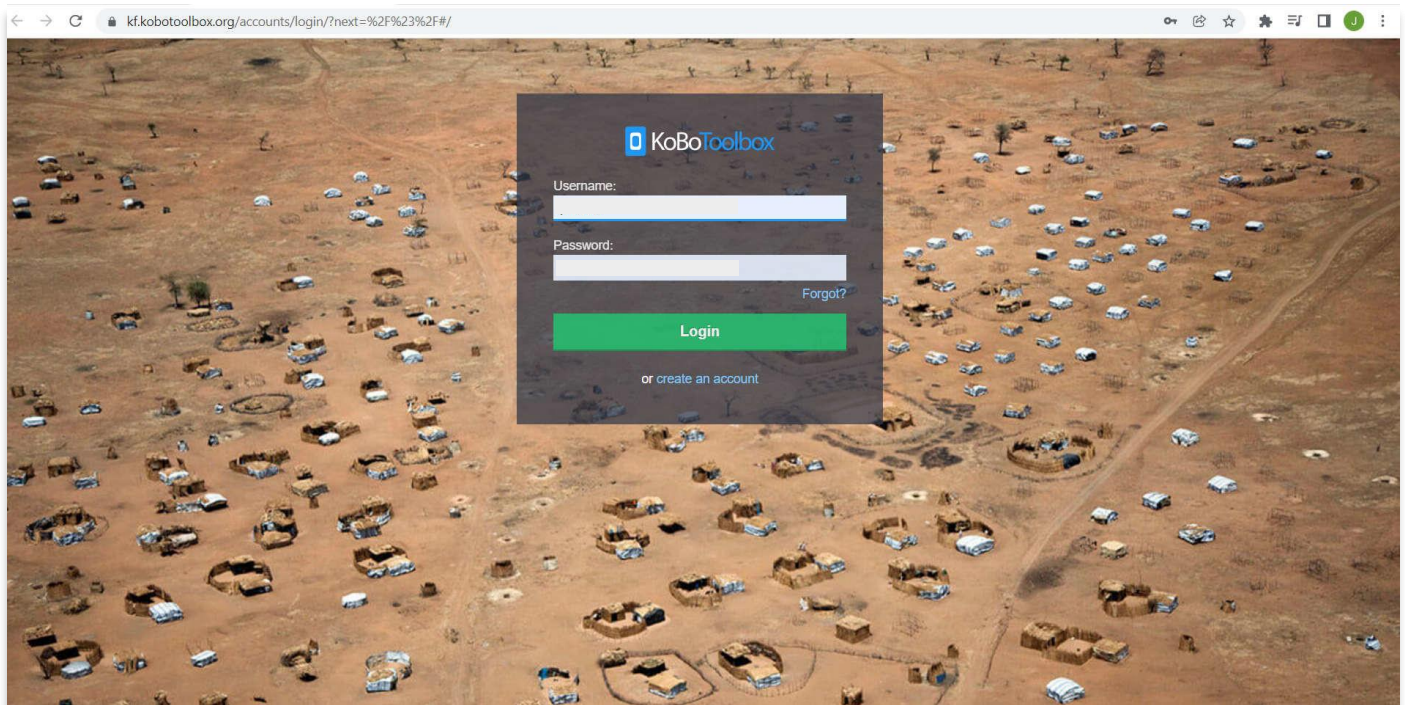 kf.kobotoolbox.org/accounts/login/?next=%2F%23%2F#/
J
KoBoToolbox
Username:
.
Password:
Forgot?
Login
or create an account